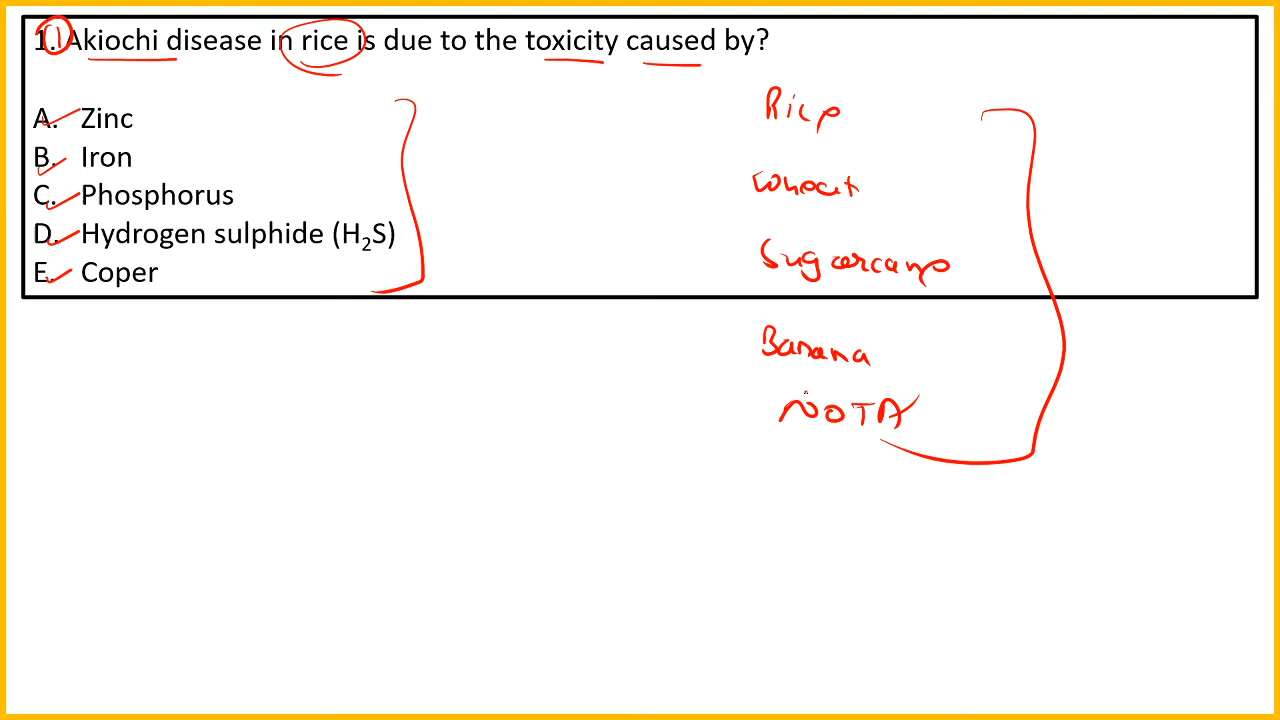 1. Akiochi disease in rice is due to the toxicity caused by?
A. Zinc
B. Iron
C. Phosphorus
D. Hydrogen sulphide (H₂S)
E. Coper
Rice
Wheat
Sugarcane
Banana
NOTA